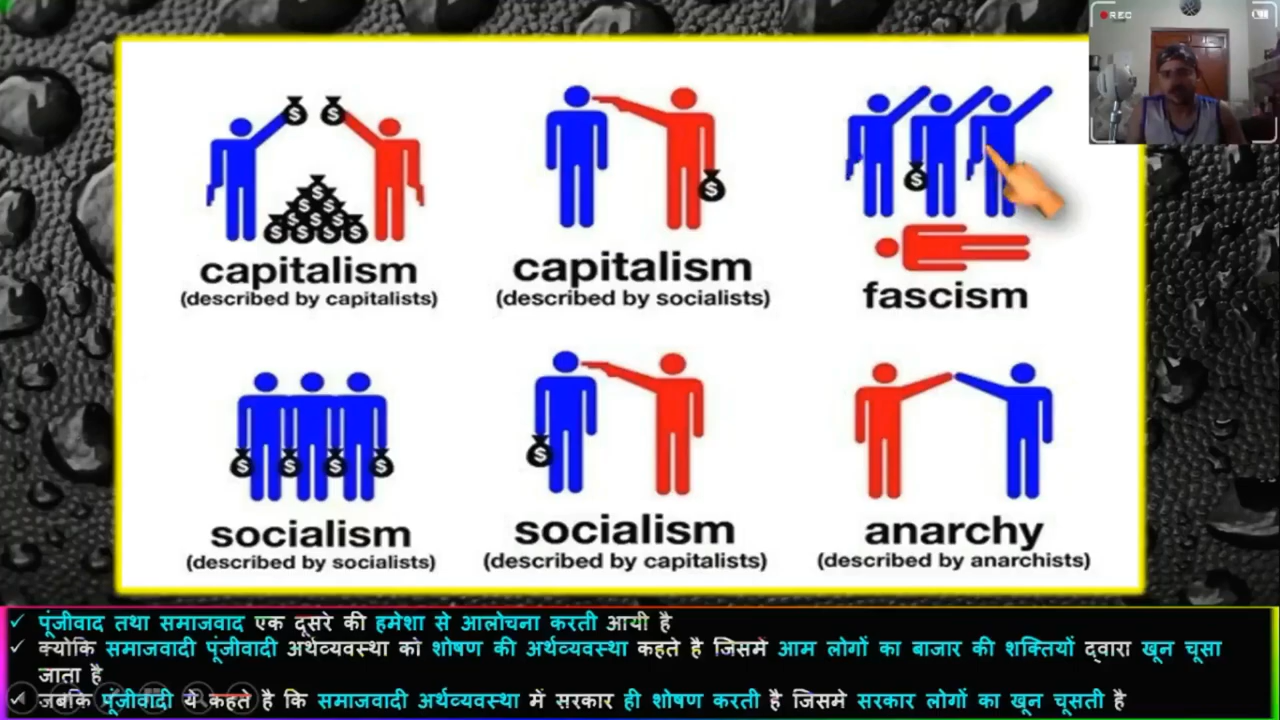 REC
capitalism
(described by capitalists)
capitalism
(described by socialists)
fascism
socialism
(described by socialists)
socialism
(described by capitalists)
anarchy
(described by anarchists)
✓ पूंजीवाद तथा समाजवाद एक दूसरे की हमेशा से आलोचना करती आयी है
✓ क्योकि समाजवादी पूंजीवादी अर्थव्यवस्था को शोषण की अर्थव्यवस्था कहते है जिसमें आम लोगों का बाजार की शक्तियों द्वारा खून चूसा
जाता है
✓ जबकि पूंजीवादी ये कहते है कि समाजवादी अर्थव्यवस्था में सरकार ही शोषण करती है जिसमे सरकार लोगों का खून चूसती है